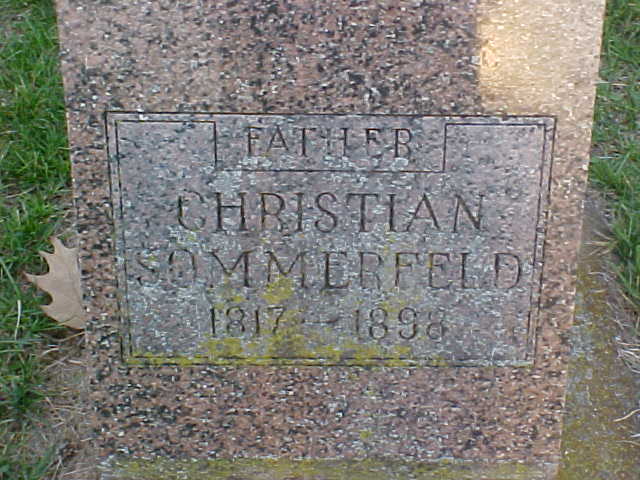 FATHER
CHRISTIAN
SOMMERFELD
1817 - 1898